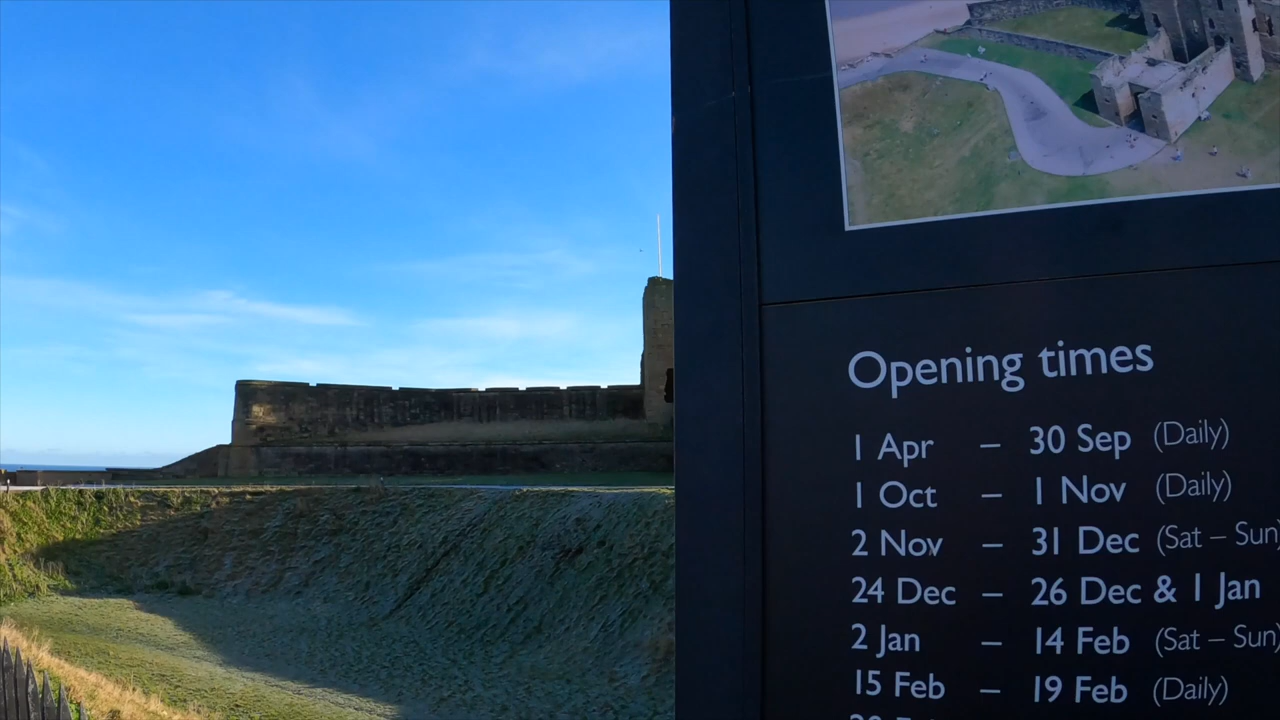 Opening times
1 Apr – 30 Sep (Daily)
1 Oct – 1 Nov (Daily)
2 Nov – 31 Dec (Sat – Sun)
24 Dec – 26 Dec & 1 Jan
2 Jan – 14 Feb (Sat – Sun)
15 Feb – 19 Feb (Daily)